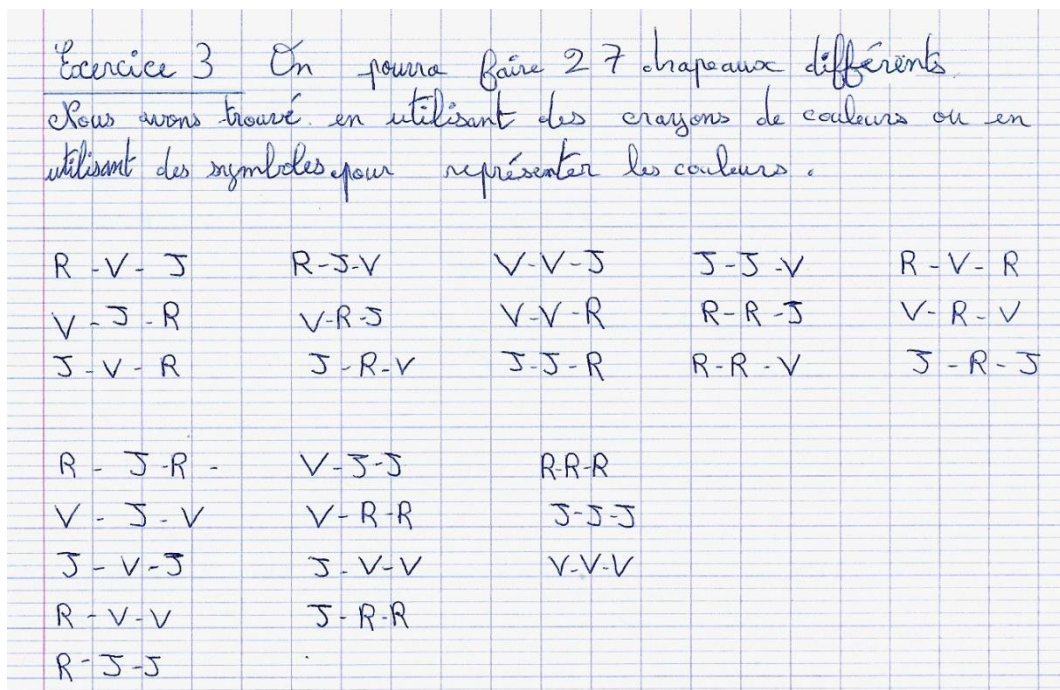 Exercice 3 On pourra faire 27 drapeaux différents
Nous avons trouvé en utilisant des crayons de couleurs ou en
utilisant des symboles pour représenter les couleurs.
R - V - J R - J - V V - V - J J - J - V R - V - R
V - J - R V - R - J V - V - R R - R - J V - R - V
J - V - R J - R - V J - J - R R - R - V J - R - J
R - J - R - V - J - J R - R - R
V - J - V V - R - R J - J - J
J - V - J J - V - V V - V - V
R - V - V J - R - R
R - J - J